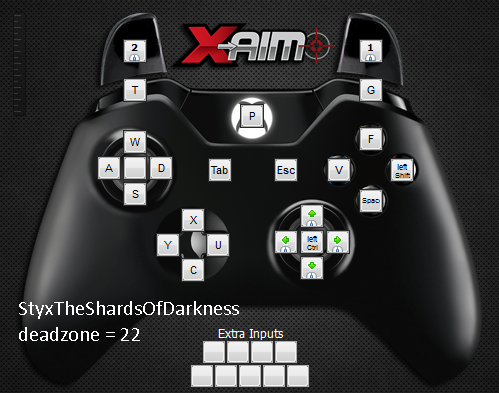 X-AIM
2
1
T
G
P
W
F
A
D
Tab
Esc
V
left
Shift
S
Spac
X
Y
U
left
Ctrl
C
StyxTheShardsOfDarkness
deadzone = 22
Extra Inputs